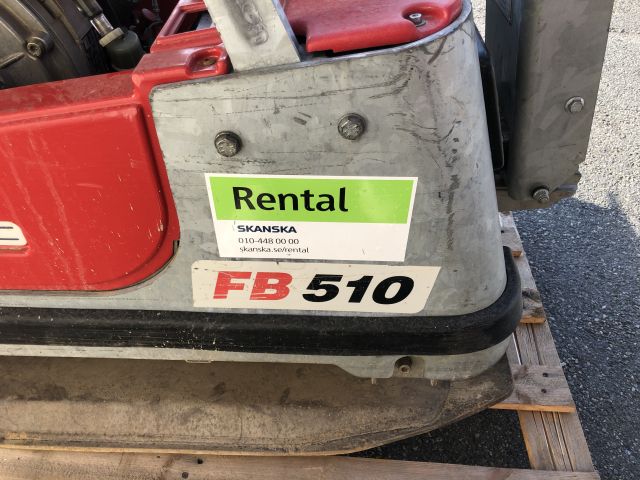 Rental
SKANSKA
010-448 00 00
skanska.se/rental
FB 510